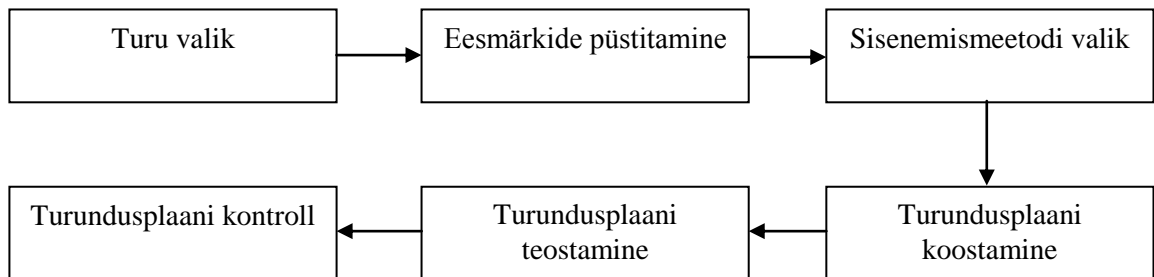 Turu valik
Eesmärkide püstitamine
Sisenemismeetodi valik
Turundusplaani
koostamine
Turundusplaani
teostamine
Turundusplaani kontroll